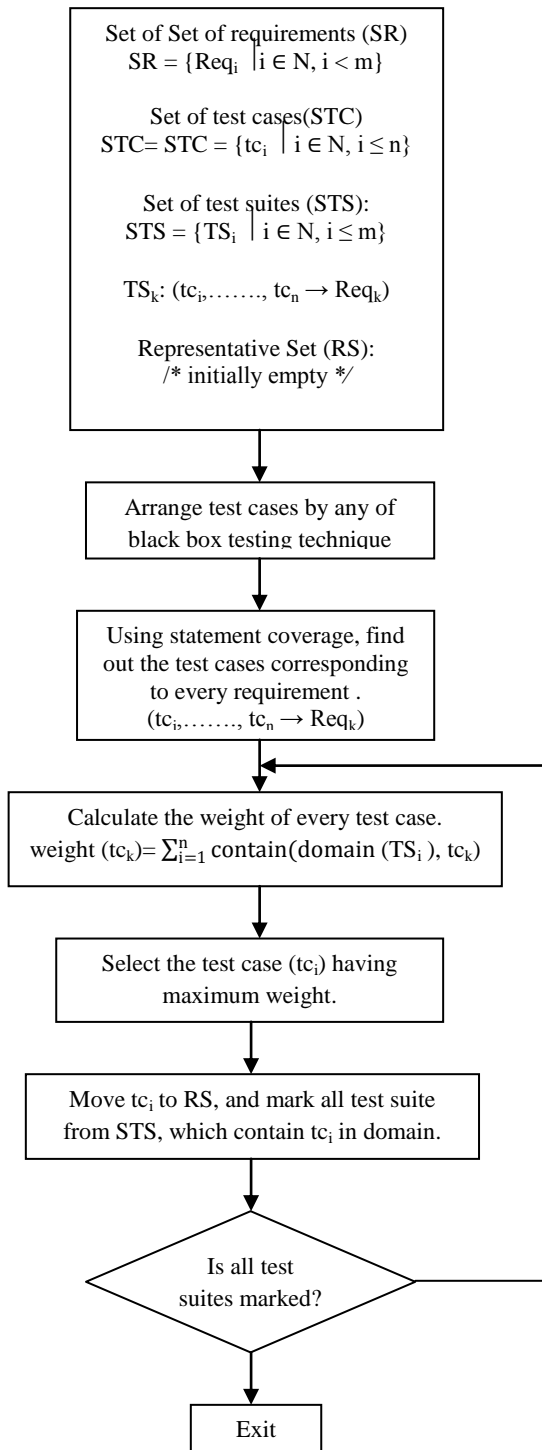 Set of Set of requirements (SR)
SR = {Reqᵢ | i ∈ N, i < m}
Set of test cases(STC)
STC= STC = {tcᵢ | i ∈ N, i ≤ n}
Set of test suites (STS):
STS = {TSᵢ | i ∈ N, i ≤ m}
TSₖ: (tcᵢ,……., tcₙ → Reqₖ)
Representative Set (RS):
/* initially empty */
Arrange test cases by any of
black box testing technique
Using statement coverage, find
out the test cases corresponding
to every requirement .
(tcᵢ,……., tcₙ → Reqₖ)
Calculate the weight of every test case.
weight (tcₖ)= ∑ⁿᵢ₌₁ contain(domain (TSᵢ ), tcₖ)
Select the test case (tcᵢ) having
maximum weight.
Move tcᵢ to RS, and mark all test suite
from STS, which contain tcᵢ in domain.
Is all test
suites marked?
Exit